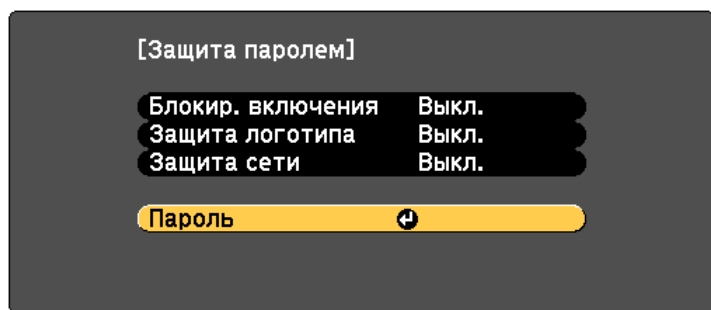 [Защита паролем]
Блокир. включения Выкл.
Защита логотипа Выкл.
Защита сети Выкл.
Пароль